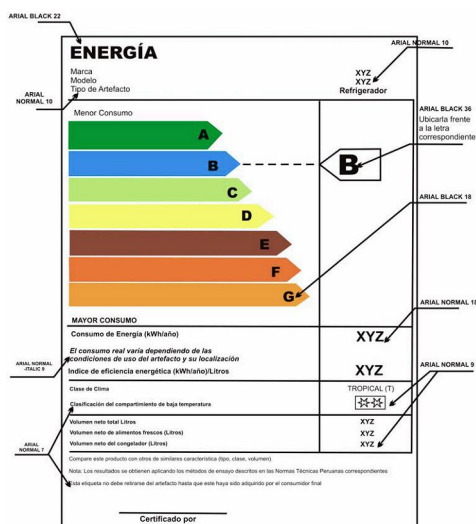 ARIAL BLACK 22
ENERGÍA
ARIAL NORMAL 10
Marca
XYZ
Modelo
XYZ
Tipo de Artefacto
Refrigerador
ARIAL
NORMAL 10
Menor Consumo
ARIAL BLACK 36
Ubicarla frente
a la letra
correspondiente
A
B
B
C
D
ARIAL BLACK 18
E
F
G
ARIAL NORMAL 18
MAYOR CONSUMO
Consumo de Energía (kWh/año)
XYZ
El consumo real varía dependiendo de las
condiciones de uso del artefacto y su localización
ARIAL NORMAL
-ITALIC 9
Indice de eficiencia energética (kWh/año)/Litros
XYZ
ARIAL NORMAL 9
Clase de Clima
TROPICAL (T)
Clasificación del compartimiento de baja temperatura
Volumen neto total Litros
XYZ
Volumen neto de alimentos frescos (Litros)
XYZ
Volumen neto del congelador (Litros)
XYZ
ARIAL
NORMAL 7
Compare este producto con otros de similares característica (tipo, clase, volumen)
Nota: Los resultados se obtienen aplicando los métodos de ensayo descritos en las Normas Técnicas Peruanas correspondientes
Esta etiqueta no debe retirarse del artefacto hasta que este haya sido adquirido por el consumidor final
Certificado por